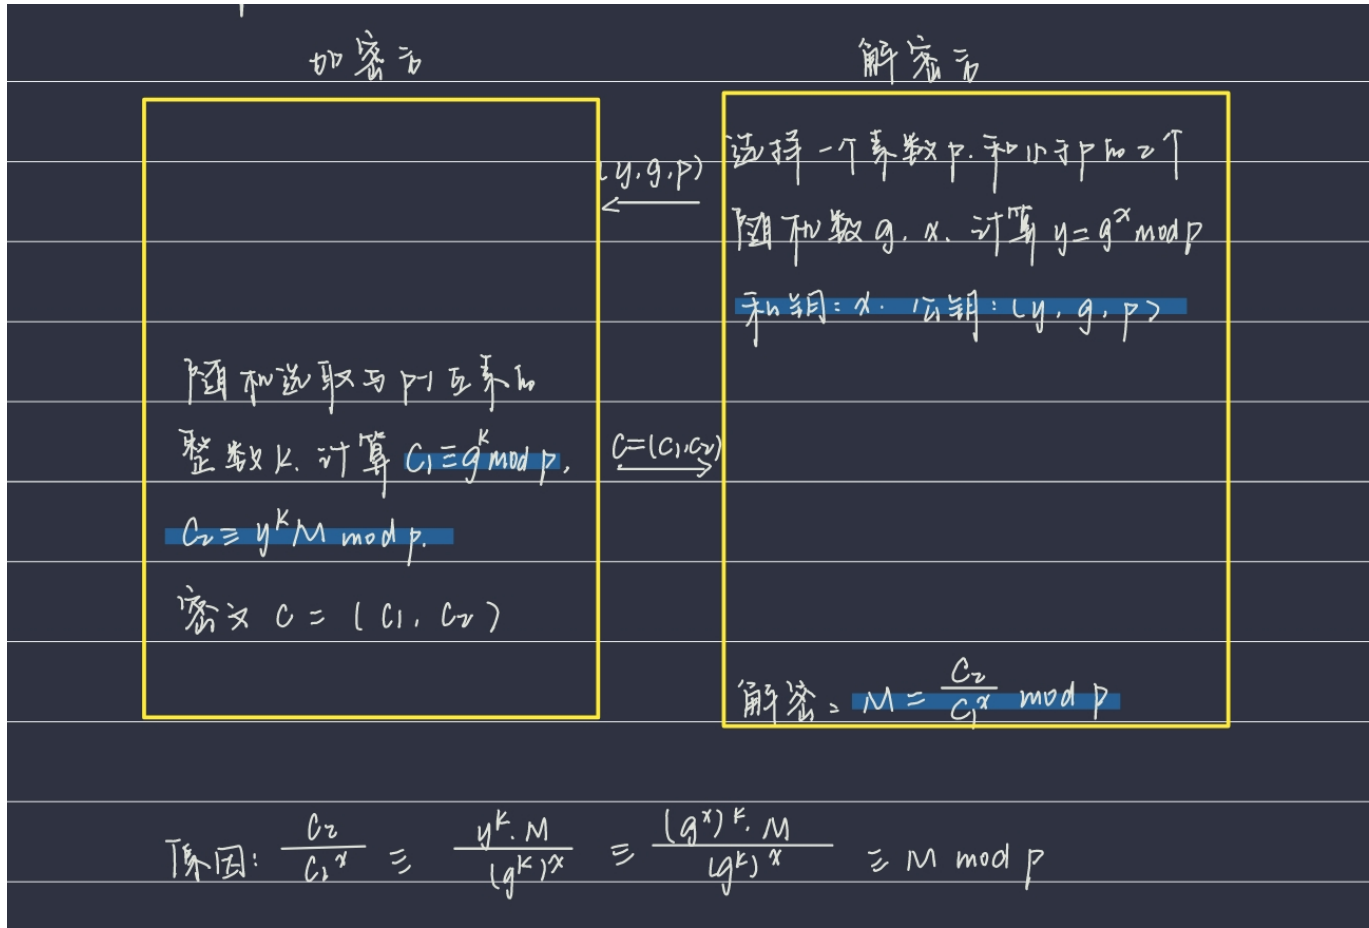 加密方
解密方
选择一个素数p.和小于p的2个
(y,g,p)
随机数g.x.计算y=g^x mod p
私钥:x. 公钥:(y,g,p)
随机选取与p-1互素的
整数k.计算C₁≡g^k mod p,
C=(C₁,C₂)
C₂≡y^k M mod p.
密文C=(C₁,C₂)
解密: M=C₂/C₁^x mod p
原因: C₂/C₁^x ≡ y^k·M/(g^k)^x ≡ (g^x)^k·M/(g^k)^x ≡ M mod p